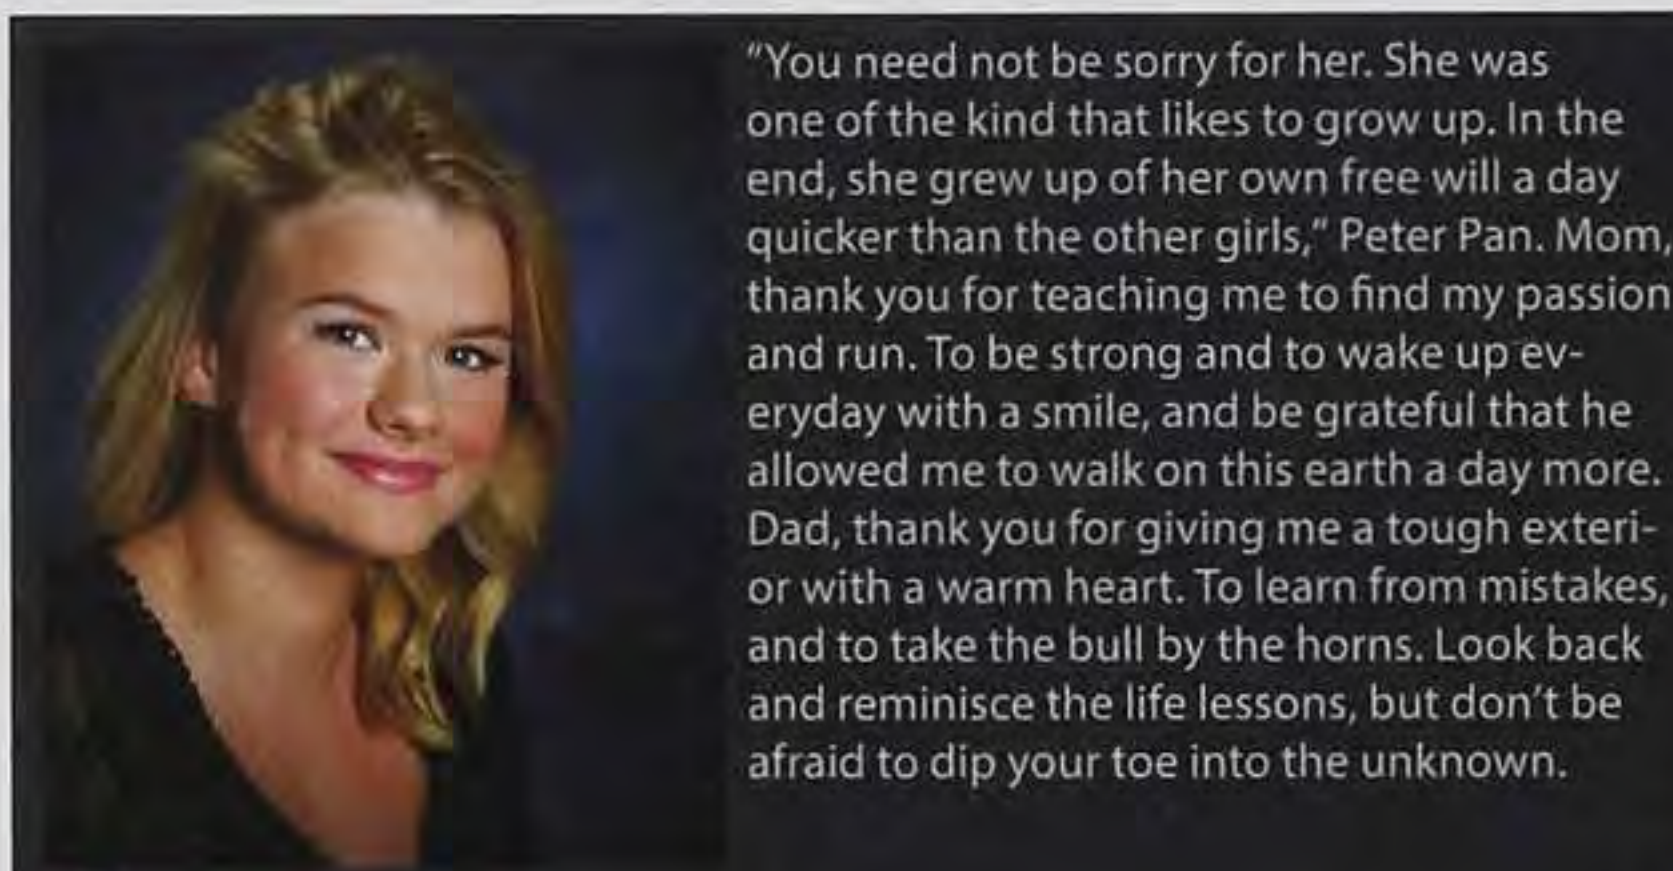 "You need not be sorry for her. She was
one of the kind that likes to grow up. In the
end, she grew up of her own free will a day
quicker than the other girls," Peter Pan. Mom,
thank you for teaching me to find my passion
and run. To be strong and to wake up ev-
eryday with a smile, and be grateful that he
allowed me to walk on this earth a day more.
Dad, thank you for giving me a tough exteri-
or with a warm heart. To learn from mistakes,
and to take the bull by the horns. Look back
and reminisce the life lessons, but don't be
afraid to dip your toe into the unknown.